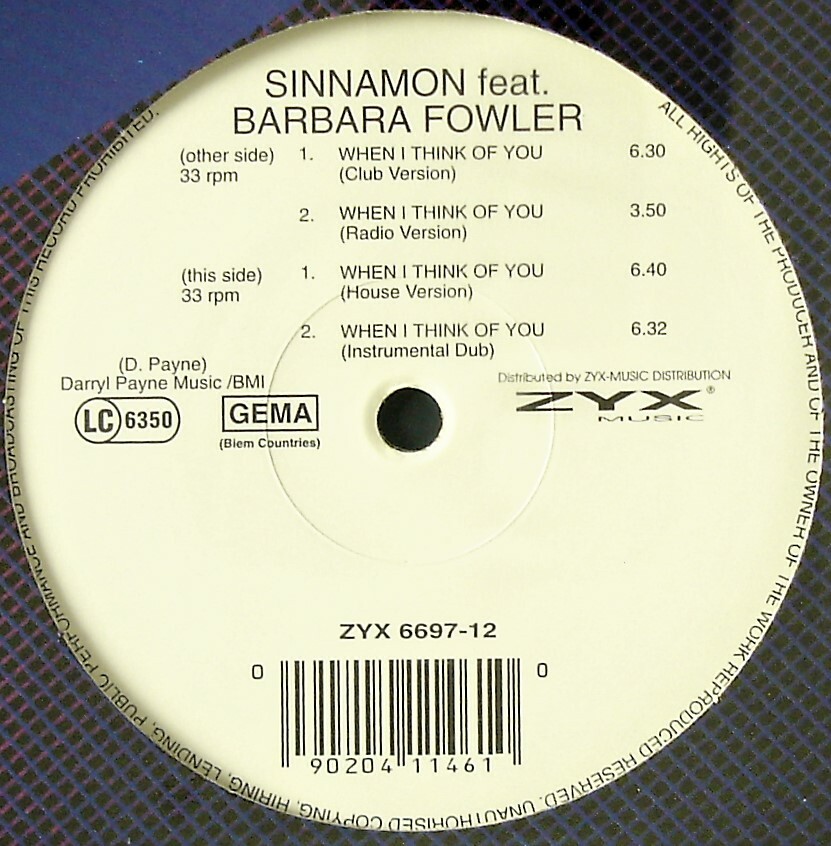 SINNAMON feat.
BARBARA FOWLER
(other side) 1. WHEN I THINK OF YOU 6.30
33 rpm (Club Version)
2. WHEN I THINK OF YOU 3.50
(Radio Version)
(this side) 1. WHEN I THINK OF YOU 6.40
33 rpm (House Version)
2. WHEN I THINK OF YOU 6.32
(Instrumental Dub)
(D. Payne)
Darryl Payne Music /BMI
LC 6350
GEMA
(Biem Countries)
Distributed by ZYX-MUSIC DISTRIBUTION
ZYX®
MUSIC
ZYX 6697-12
0 90204 11461 0
ALL RIGHTS OF THE PRODUCER AND OF THE OWNER OF THE WORK REPRODUCED RESERVED. UNAUTHORISED COPYING, HIRING, LENDING, PUBLIC PERFORMANCE AND BROADCASTING OF THIS RECORD PROHIBITED.